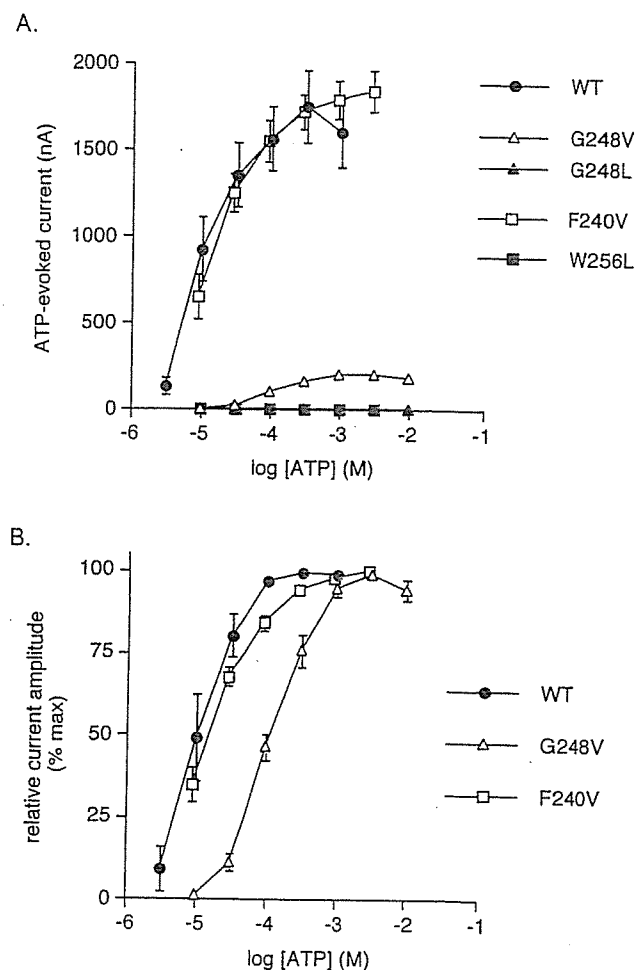 A.
ATP-evoked current (nA)
2000
1500
1000
500
0
-6
-5
-4
-3
-2
-1
log [ATP] (M)
WT
G248V
G248L
F240V
W256L
B.
relative current amplitude
(% max)
100
75
50
25
0
-6
-5
-4
-3
-2
-1
log [ATP] (M)
WT
G248V
F240V